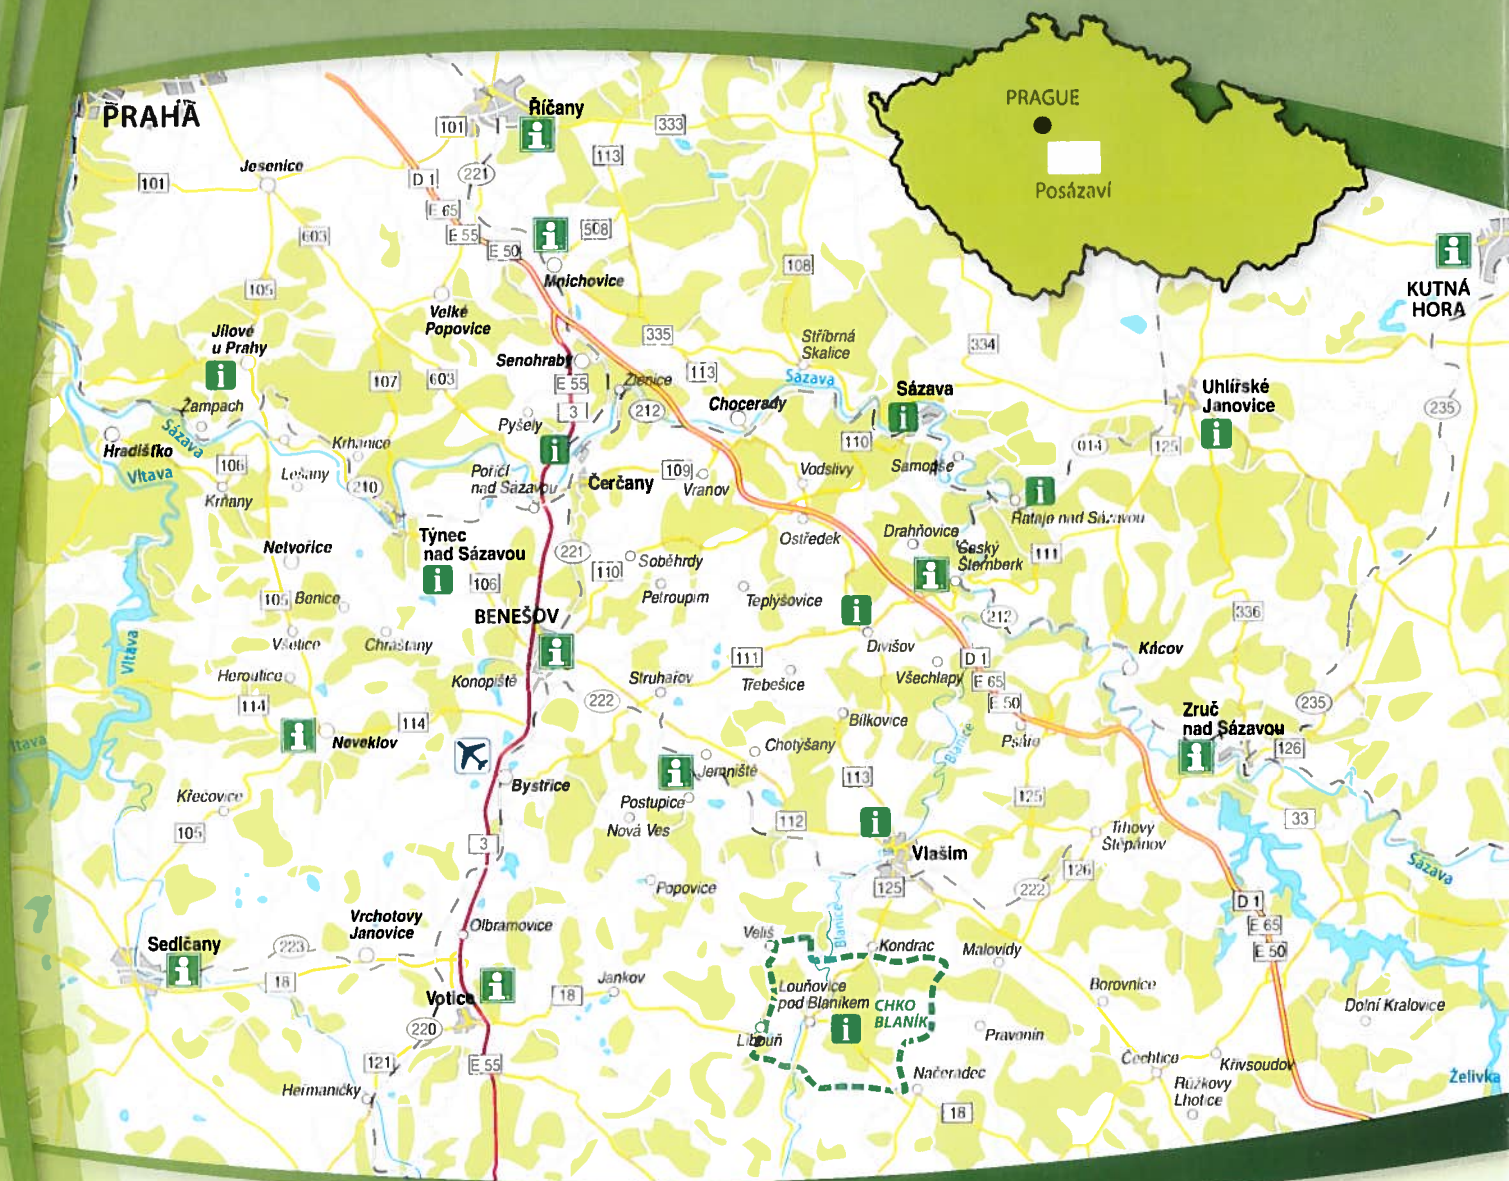 PRAHA
Říčany
101
333
113
PRAGUE
Posázaví
Jesenice
101
D 1
221
E 65
E 55
E 50
508
603
Mnichovice
108
KUTNÁ
HORA
105
Velké
Popovice
Jílové
u Prahy
335
Stříbrná
Skalice
334
Senohraby
107
603
E 55
113
Sázava
Sázava
Uhlířské
Janovice
Žampach
3
212
Chocerady
235
Pyšely
Hradišťko
Sázava
Krhanice
110
014
125
Vltava
106
Lešany
Poříčí
nad Sázavou
Čerčany
109
Vranov
Vodslivy
Samopše
Krňany
210
Rataje nad Sázavou
Týnec
nad Sázavou
Ostředek
Drahňovice
Český
Šternberk
111
Netvořice
221
110
Soběhrdy
106
105
Petroupim
Teplýšovice
BENEŠOV
212
336
Vltava
Všetice
Chrášťany
Divišov
Kácov
111
D 1
Konopiště
Struhařov
Třebešice
Všechlapy
E 65
114
222
E 50
235
Zruč
nad Sázavou
114
Neveklov
Bílkovice
Blanice
126
Chotýšany
Jemniště
113
Bystřice
Křečovice
Postupice
125
Nová Ves
112
33
105
Trhový
Štěpánov
3
Vlašim
126
Sázava
Popovice
125
222
D 1
Vrchotovy
Janovice
Olbramovice
E 65
Veliš
Blanice
Kondrac
Malovidy
E 50
Sedlčany
223
18
Votice
18
Jankov
Louňovice
pod Blaníkem
CHKO
BLANÍK
Borovnice
Dolní Kralovice
220
Libouň
Pravonín
121
E 55
Čechtice
Křivsoudov
Načeradec
Želivka
Heřmaničky
Růžkovy
Lhotice
18